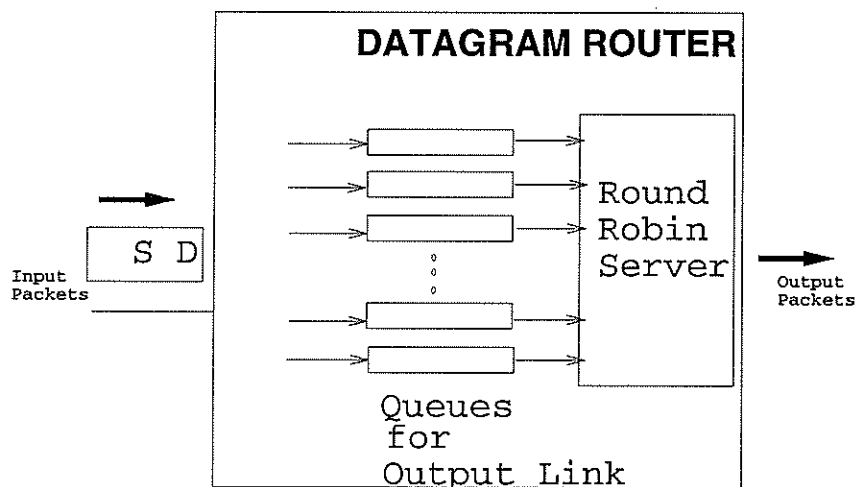 DATAGRAM ROUTER
S D
Input
Packets
Round
Robin
Server
Output
Packets
Queues
for
Output Link